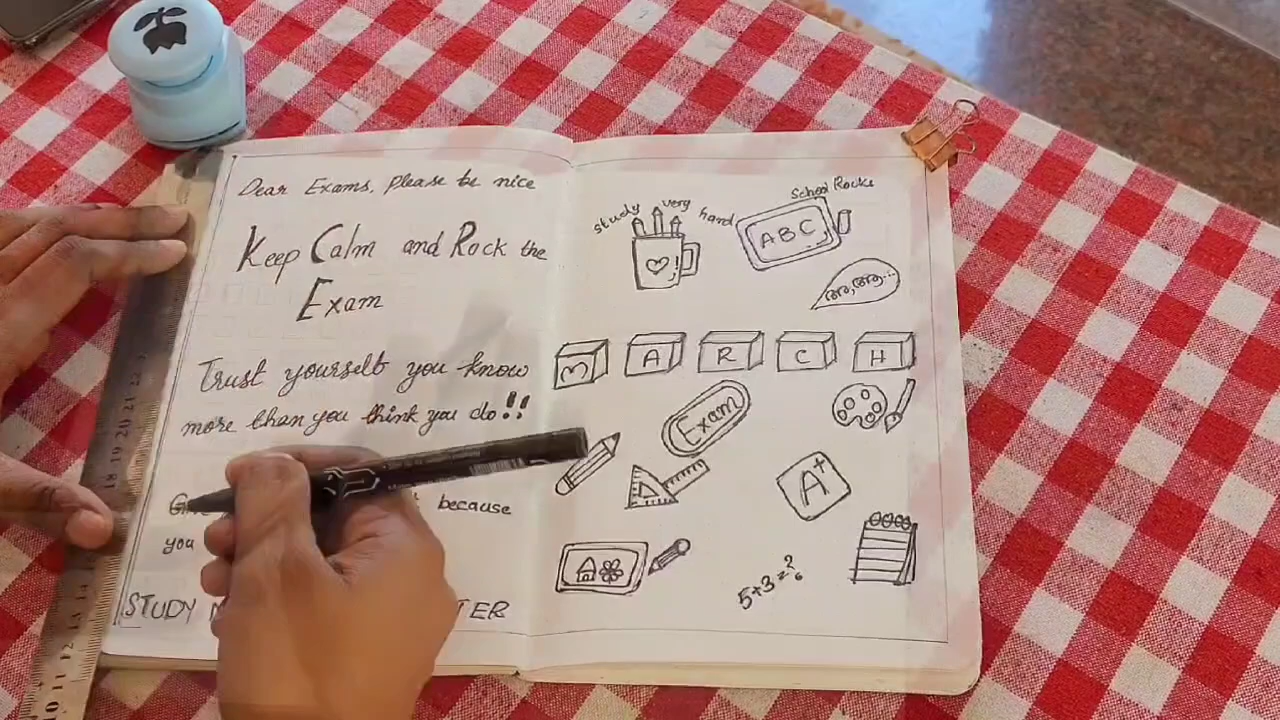 Dear Exams, please be nice
Keep Calm and Rock the
Exam
Trust yourself you know
more than you think you do!!
because
you
STUDY
study very hard
School Rocks
ABC
അ, ആ, ...
M A R C H
Exam
A+
5+3=?